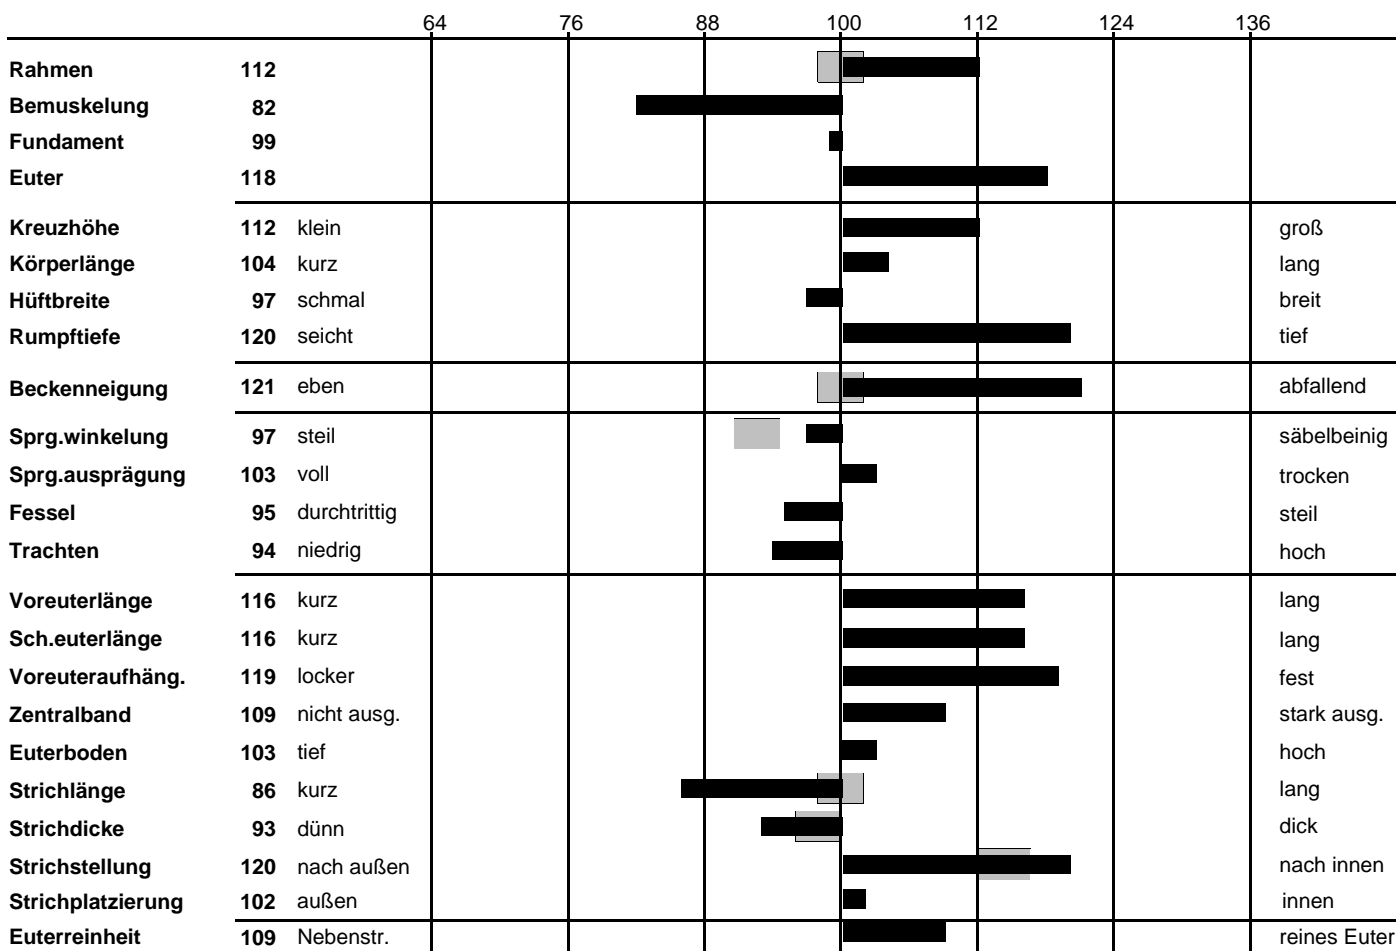 64 76 88 100 112 124 136
Rahmen 112
Bemuskelung 82
Fundament 99
Euter 118
Kreuzhöhe 112 klein groß
Körperlänge 104 kurz lang
Hüftbreite 97 schmal breit
Rumpftiefe 120 seicht tief
Beckenneigung 121 eben abfallend
Sprg.winkelung 97 steil säbelbeinig
Sprg.ausprägung 103 voll trocken
Fessel 95 durchtrittig steil
Trachten 94 niedrig hoch
Voreuterlänge 116 kurz lang
Sch.euterlänge 116 kurz lang
Voreuteraufhäng. 119 locker fest
Zentralband 109 nicht ausg. stark ausg.
Euterboden 103 tief hoch
Strichlänge 86 kurz lang
Strichdicke 93 dünn dick
Strichstellung 120 nach außen nach innen
Strichplatzierung 102 außen innen
Euterreinheit 109 Nebenstr. reines Euter